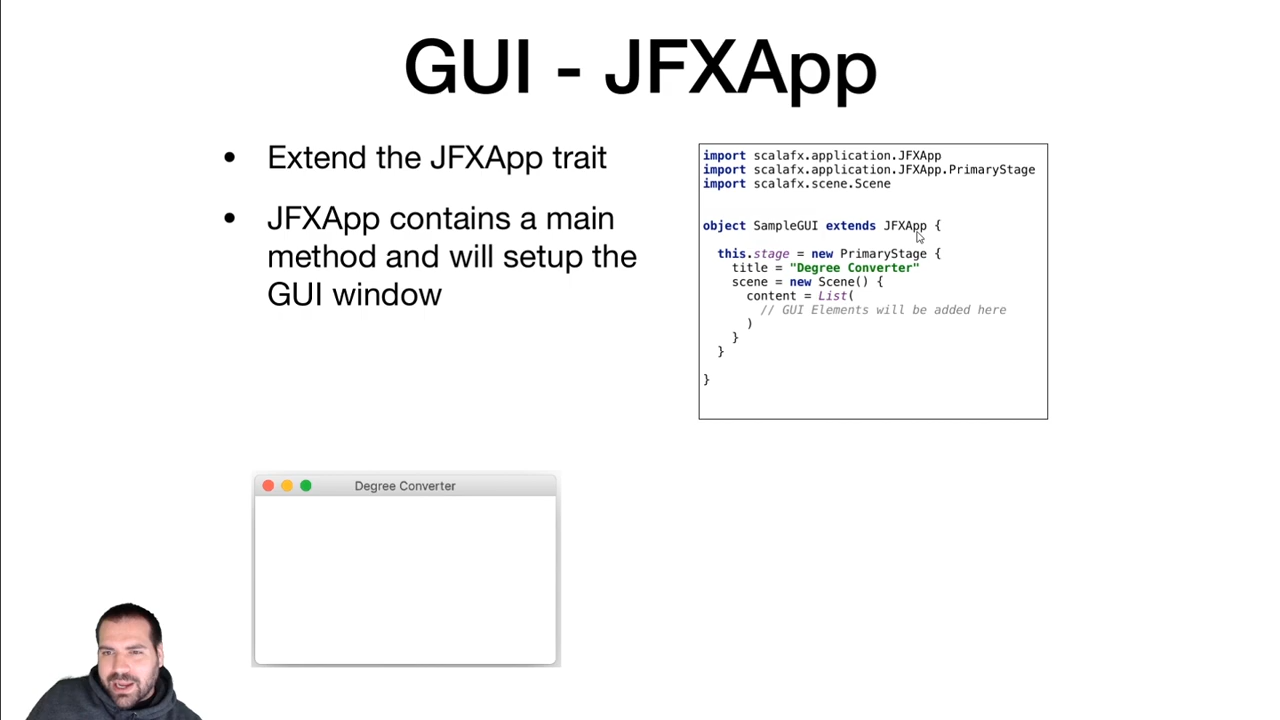 GUI - JFXApp
• Extend the JFXApp trait
• JFXApp contains a main
method and will setup the
GUI window
import scalafx.application.JFXApp
import scalafx.application.JFXApp.PrimaryStage
import scalafx.scene.Scene
object SampleGUI extends JFXApp {
this.stage = new PrimaryStage {
title = "Degree Converter"
scene = new Scene() {
content = List(
// GUI Elements will be added here
)
}
}
}
Degree Converter